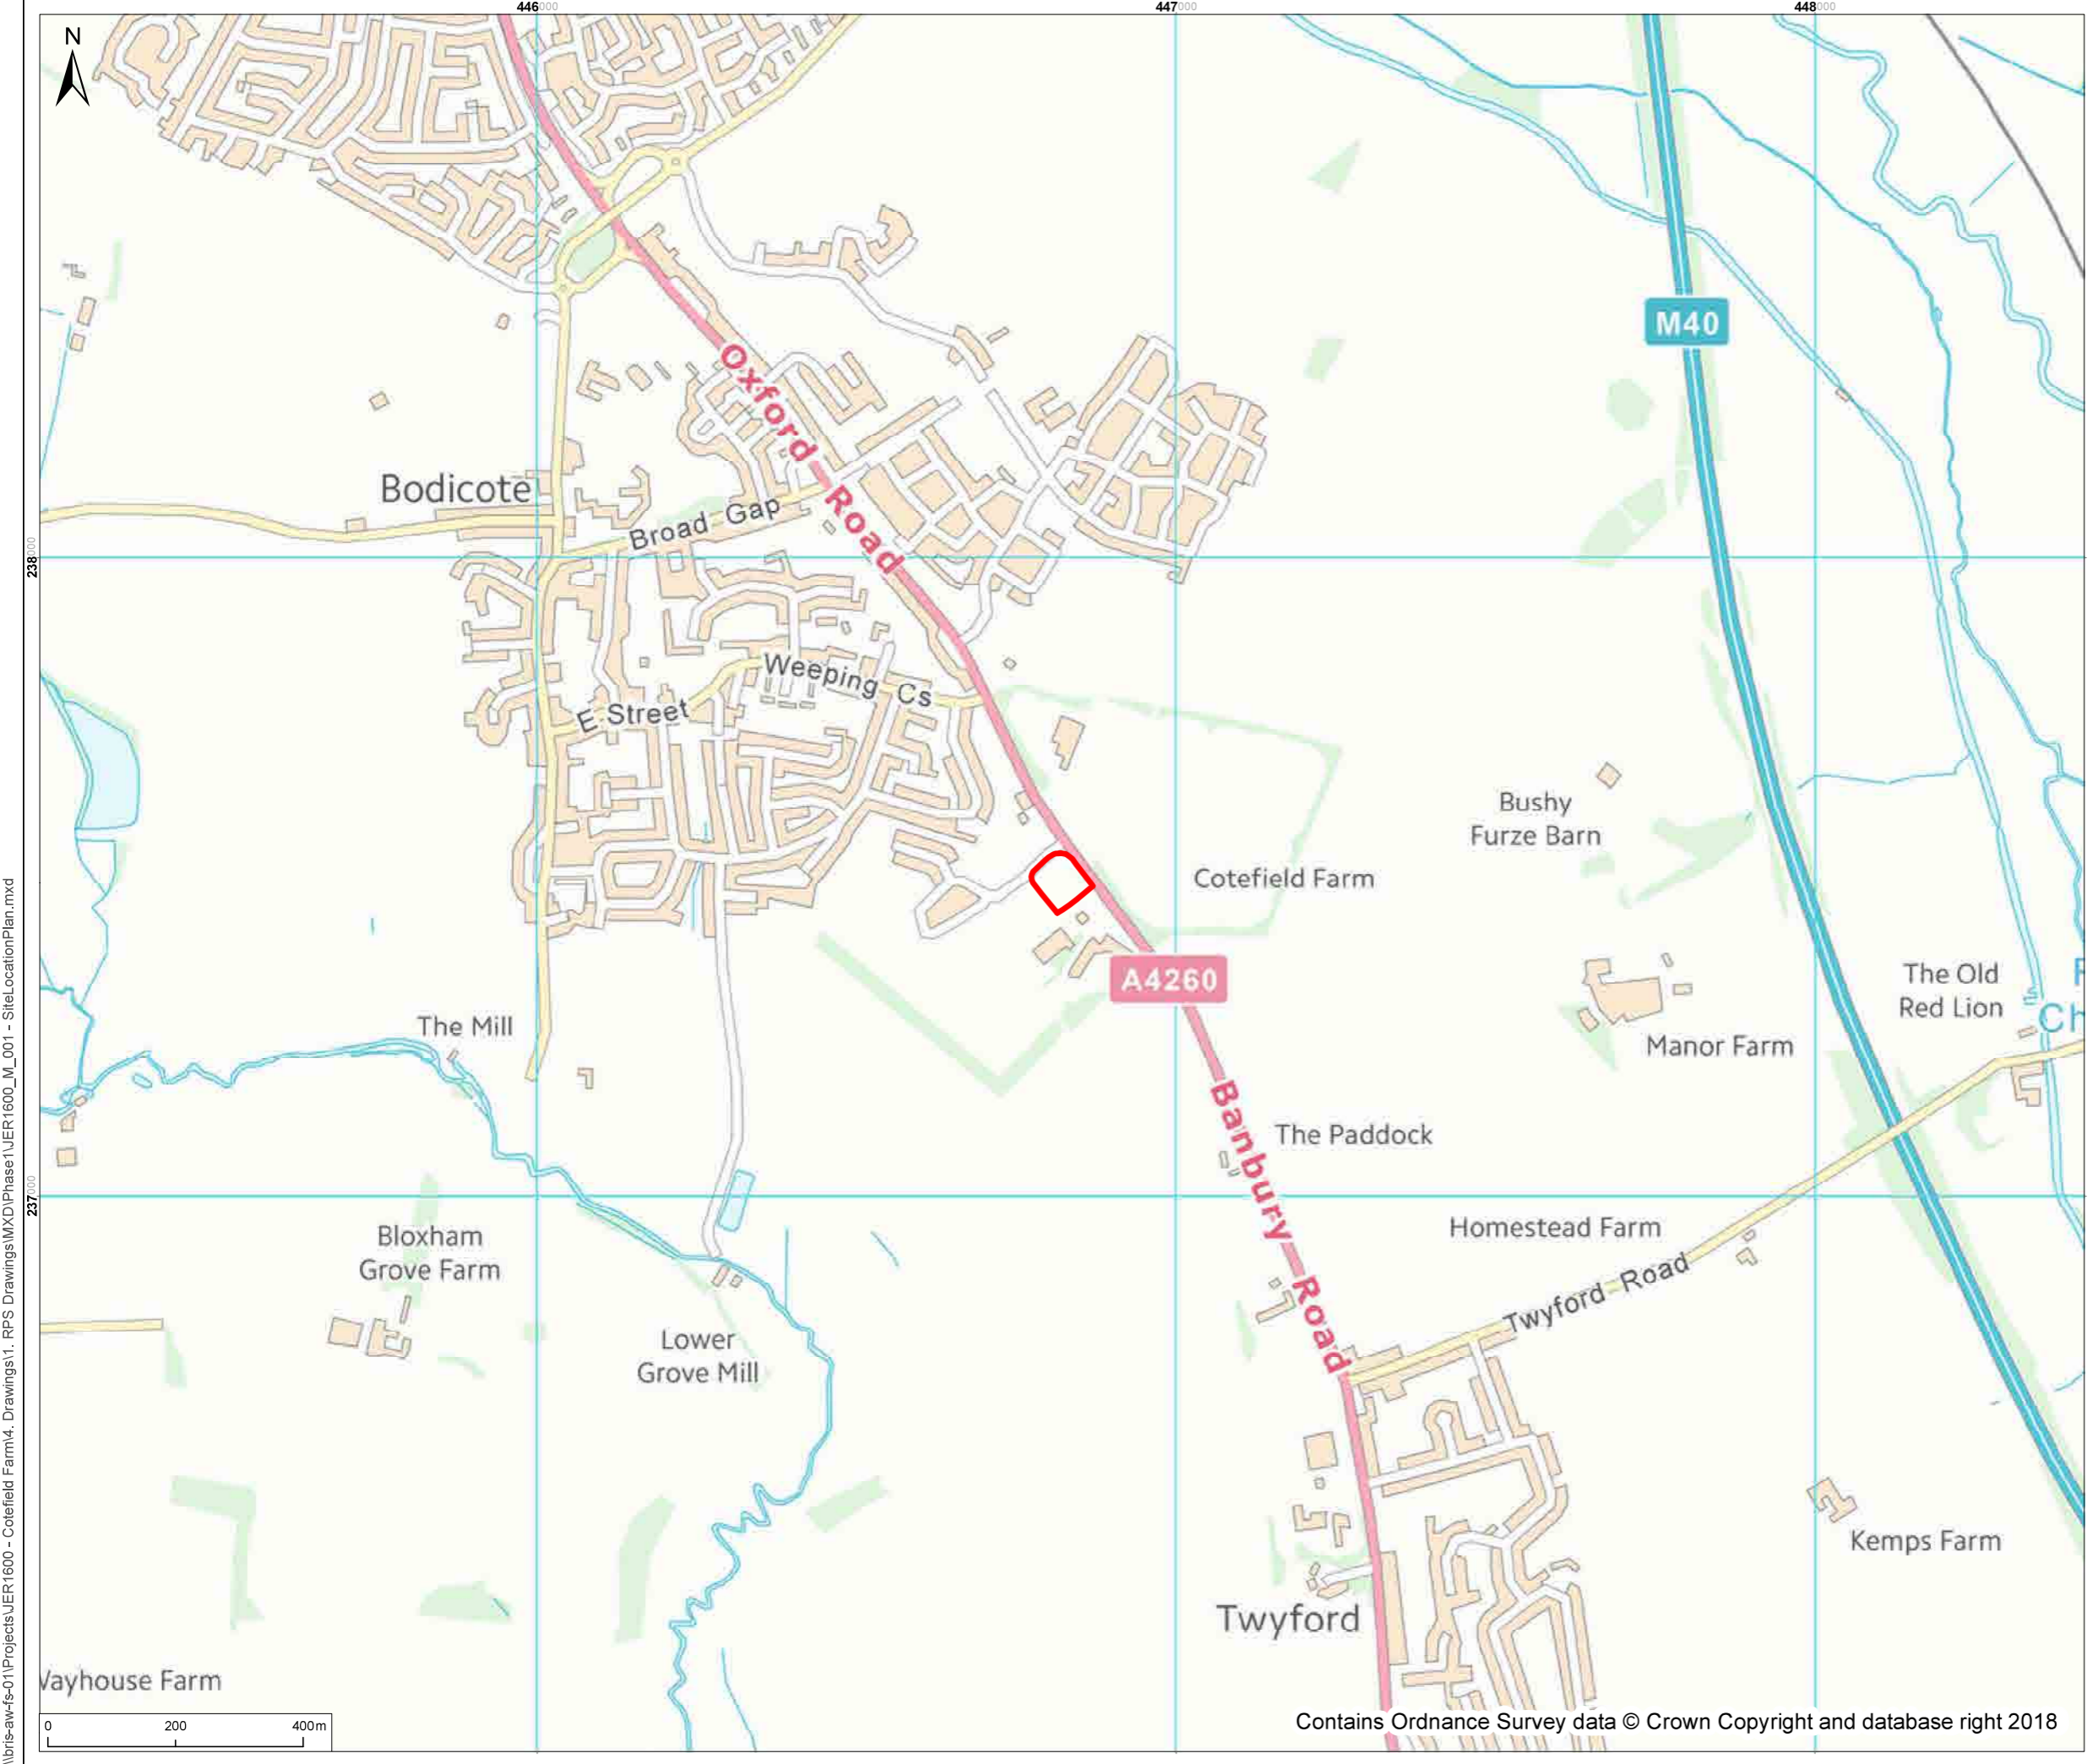 446000
447000
448000
N
M40
Oxford Road
Bodicote
Broad Gap
238000
Weeping Cs
E Street
Bushy
Furze Barn
Cotefield Farm
A4260
The Old
Red Lion
Ch
The Mill
Manor Farm
Banbury Road
The Paddock
237000
Bloxham
Grove Farm
Homestead Farm
Twyford Road
Lower
Grove Mill
Kemps Farm
Twyford
Wayhouse Farm
0 200 400m
Contains Ordnance Survey data © Crown Copyright and database right 2018
\\bris-aw-fs-01\Projects\JER1600 - Cotefield Farm\4. Drawings\1. RPS Drawings\MXD\Phase1\JER1600_M_001 - SiteLocationPlan.mxd